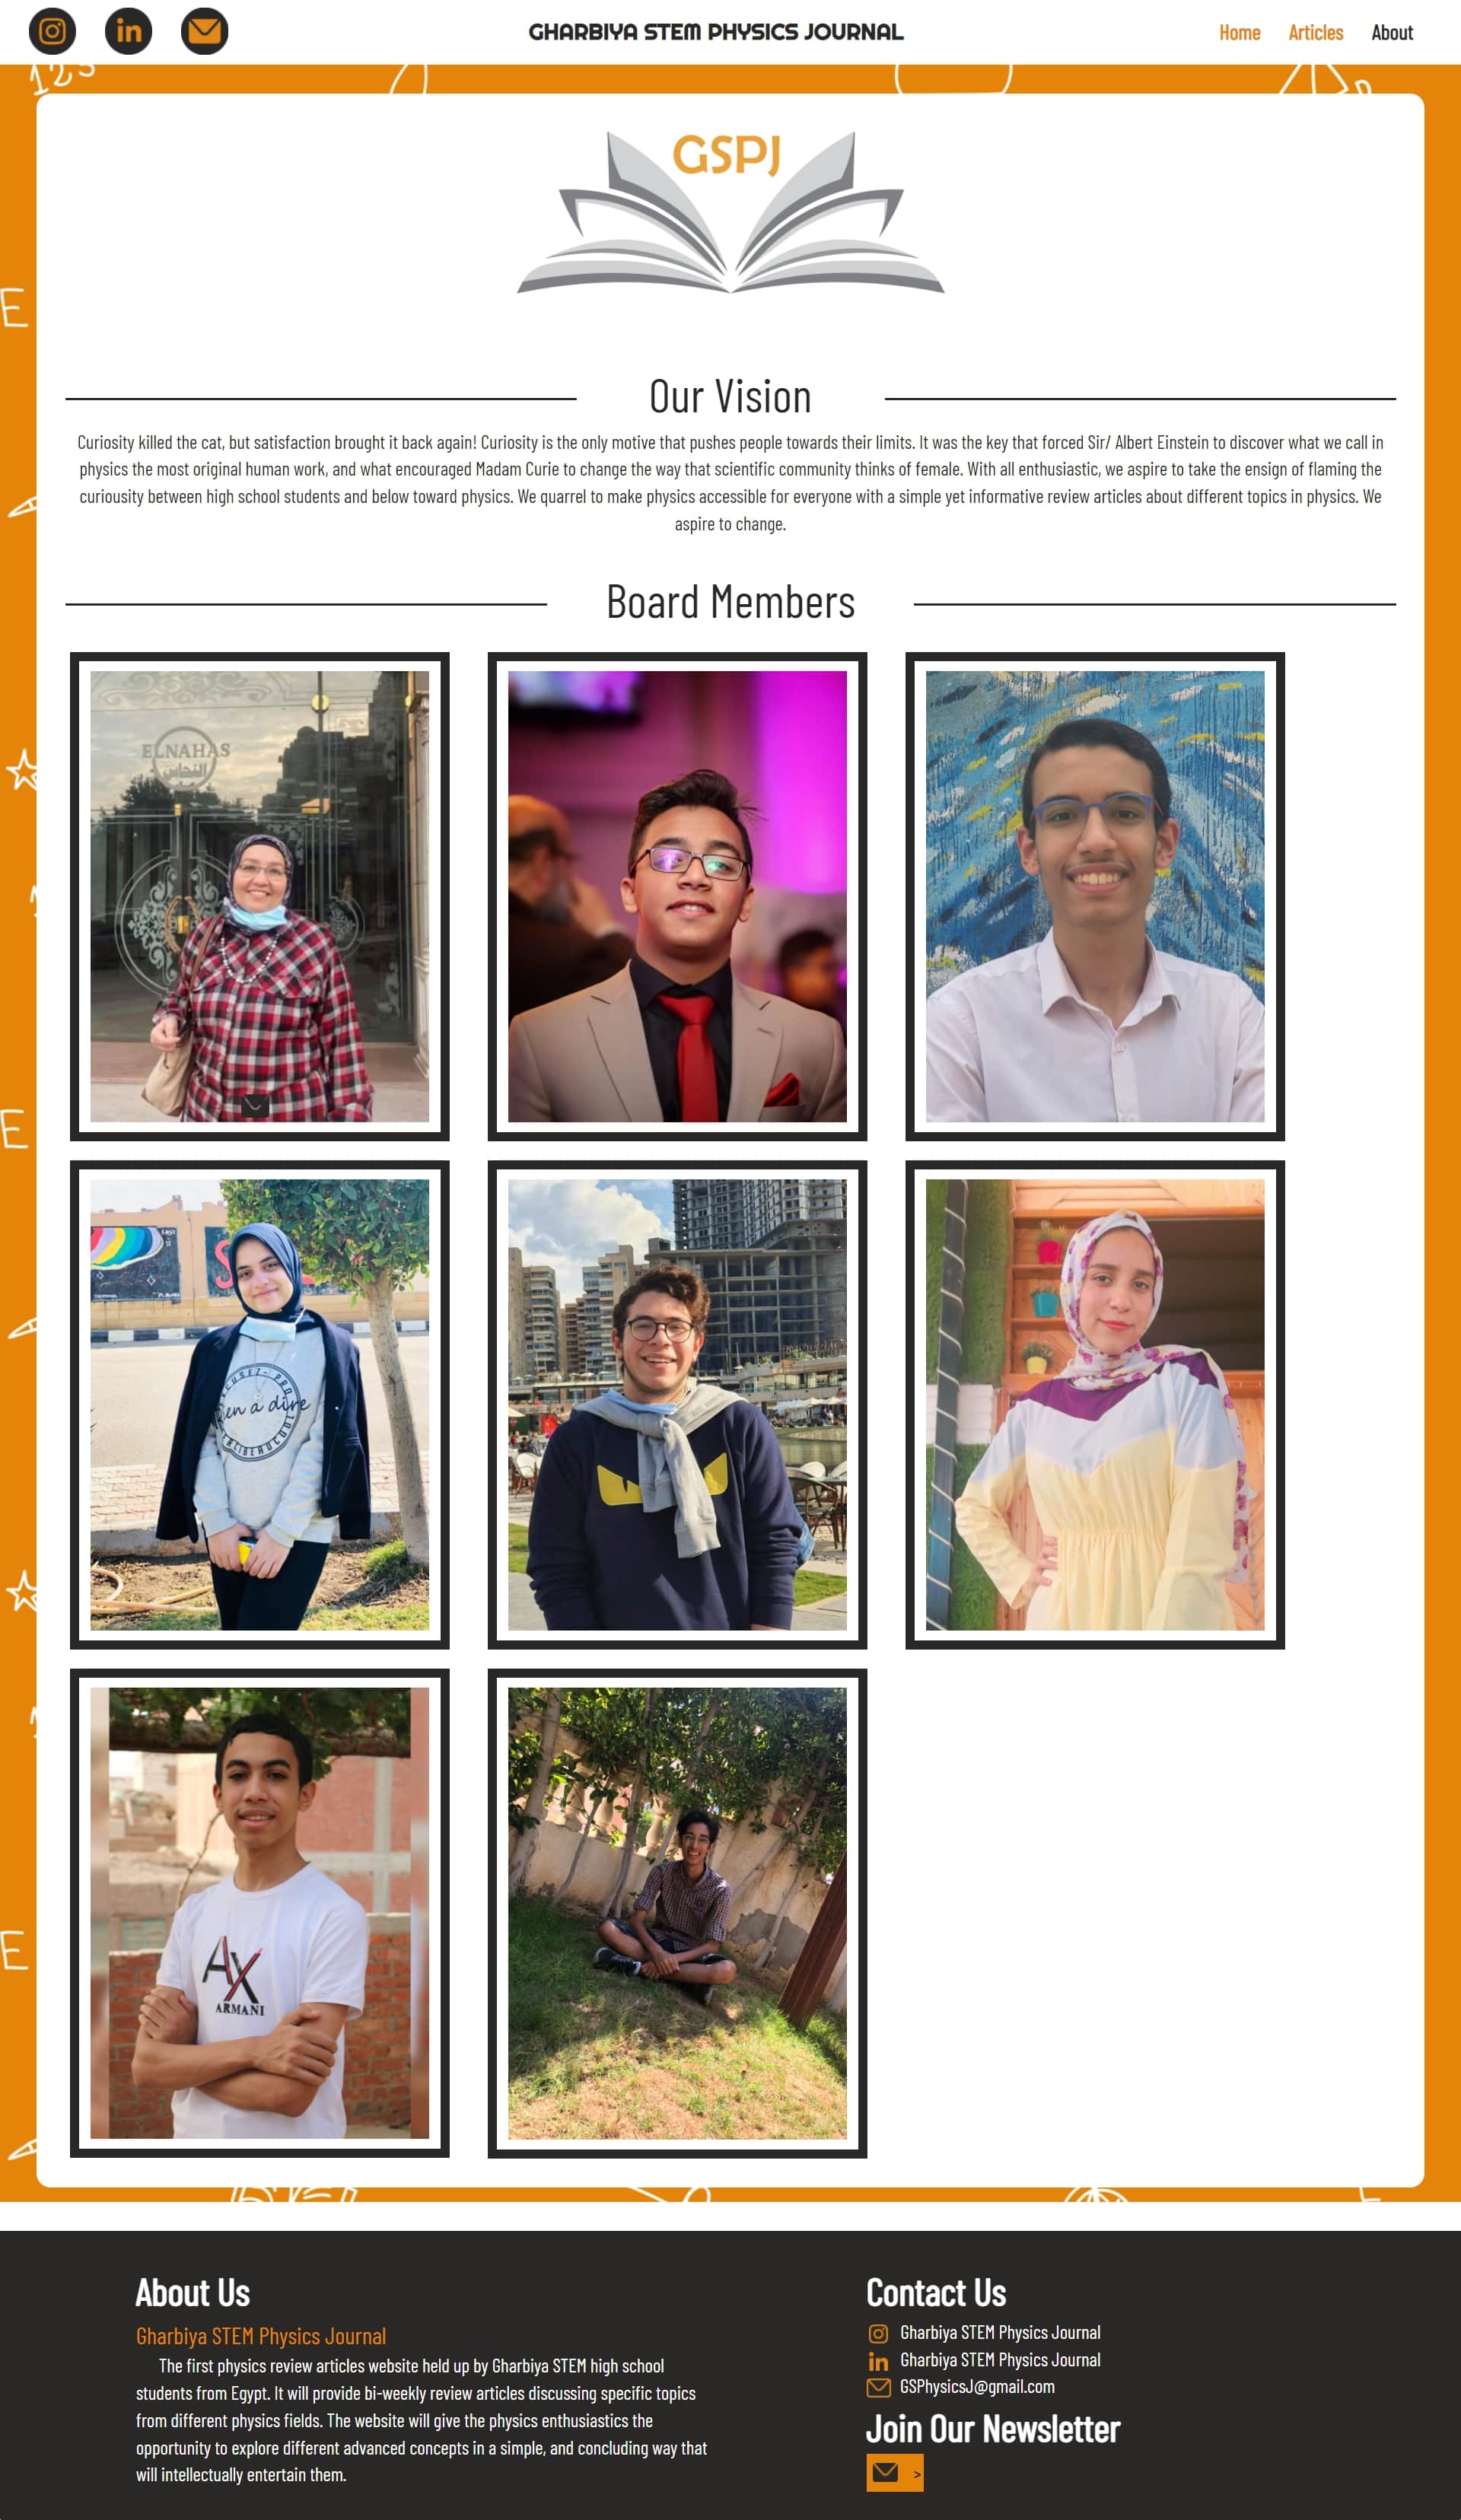 GHARBIYA STEM PHYSICS JOURNAL
Home Articles About
123
GSPJ
Our Vision
Curiosity killed the cat, but satisfaction brought it back again! Curiosity is the only motive that pushes people towards their limits. It was the key that forced Sir/ Albert Einstein to discover what we call in
physics the most original human work, and what encouraged Madam Curie to change the way that scientific community thinks of female. With all enthusiastic, we aspire to take the ensign of flaming the
curiousity between high school students and below toward physics. We quarrel to make physics accessible for everyone with a simple yet informative review articles about different topics in physics. We
aspire to change.
Board Members
ELNAHAS
النحاس
en a dire
AX
ARMANI
About Us
Gharbiya STEM Physics Journal
The first physics review articles website held up by Gharbiya STEM high school
students from Egypt. It will provide bi-weekly review articles discussing specific topics
from different physics fields. The website will give the physics enthusiastics the
opportunity to explore different advanced concepts in a simple, and concluding way that
will intellectually entertain them.
Contact Us
Gharbiya STEM Physics Journal
Gharbiya STEM Physics Journal
GSPhysicsJ@gmail.com
Join Our Newsletter
>